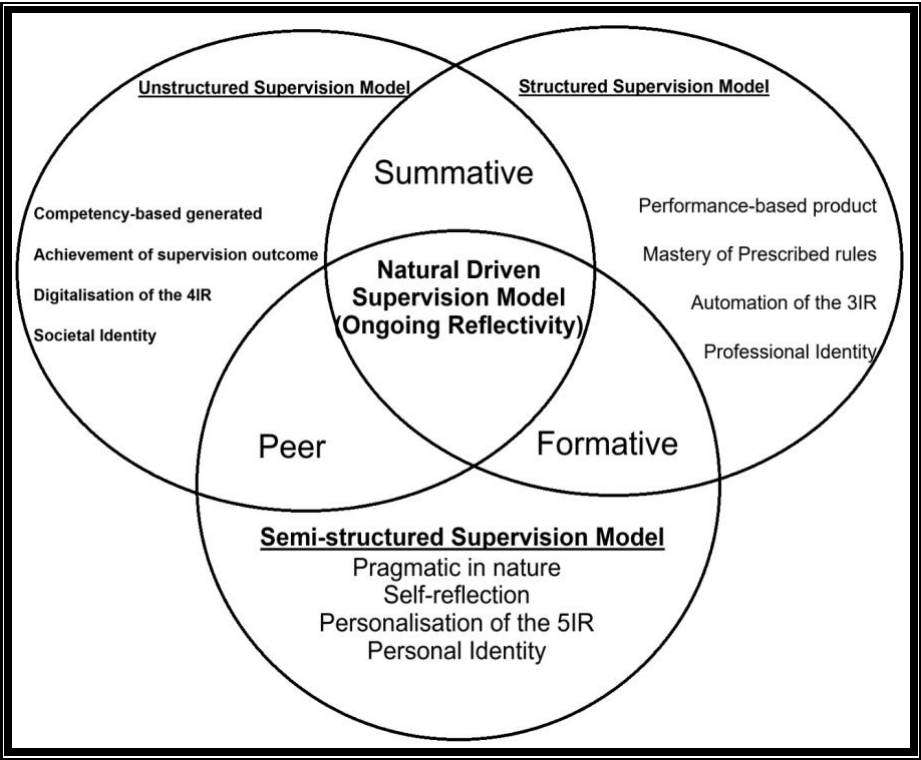 Unstructured Supervision Model
Structured Supervision Model
Summative
Competency-based generated
Achievement of supervision outcome
Digitalisation of the 4IR
Societal Identity
Performance-based product
Mastery of Prescribed rules
Automation of the 3IR
Professional Identity
Natural Driven
Supervision Model
(Ongoing Reflectivity)
Peer
Formative
Semi-structured Supervision Model
Pragmatic in nature
Self-reflection
Personalisation of the 5IR
Personal Identity